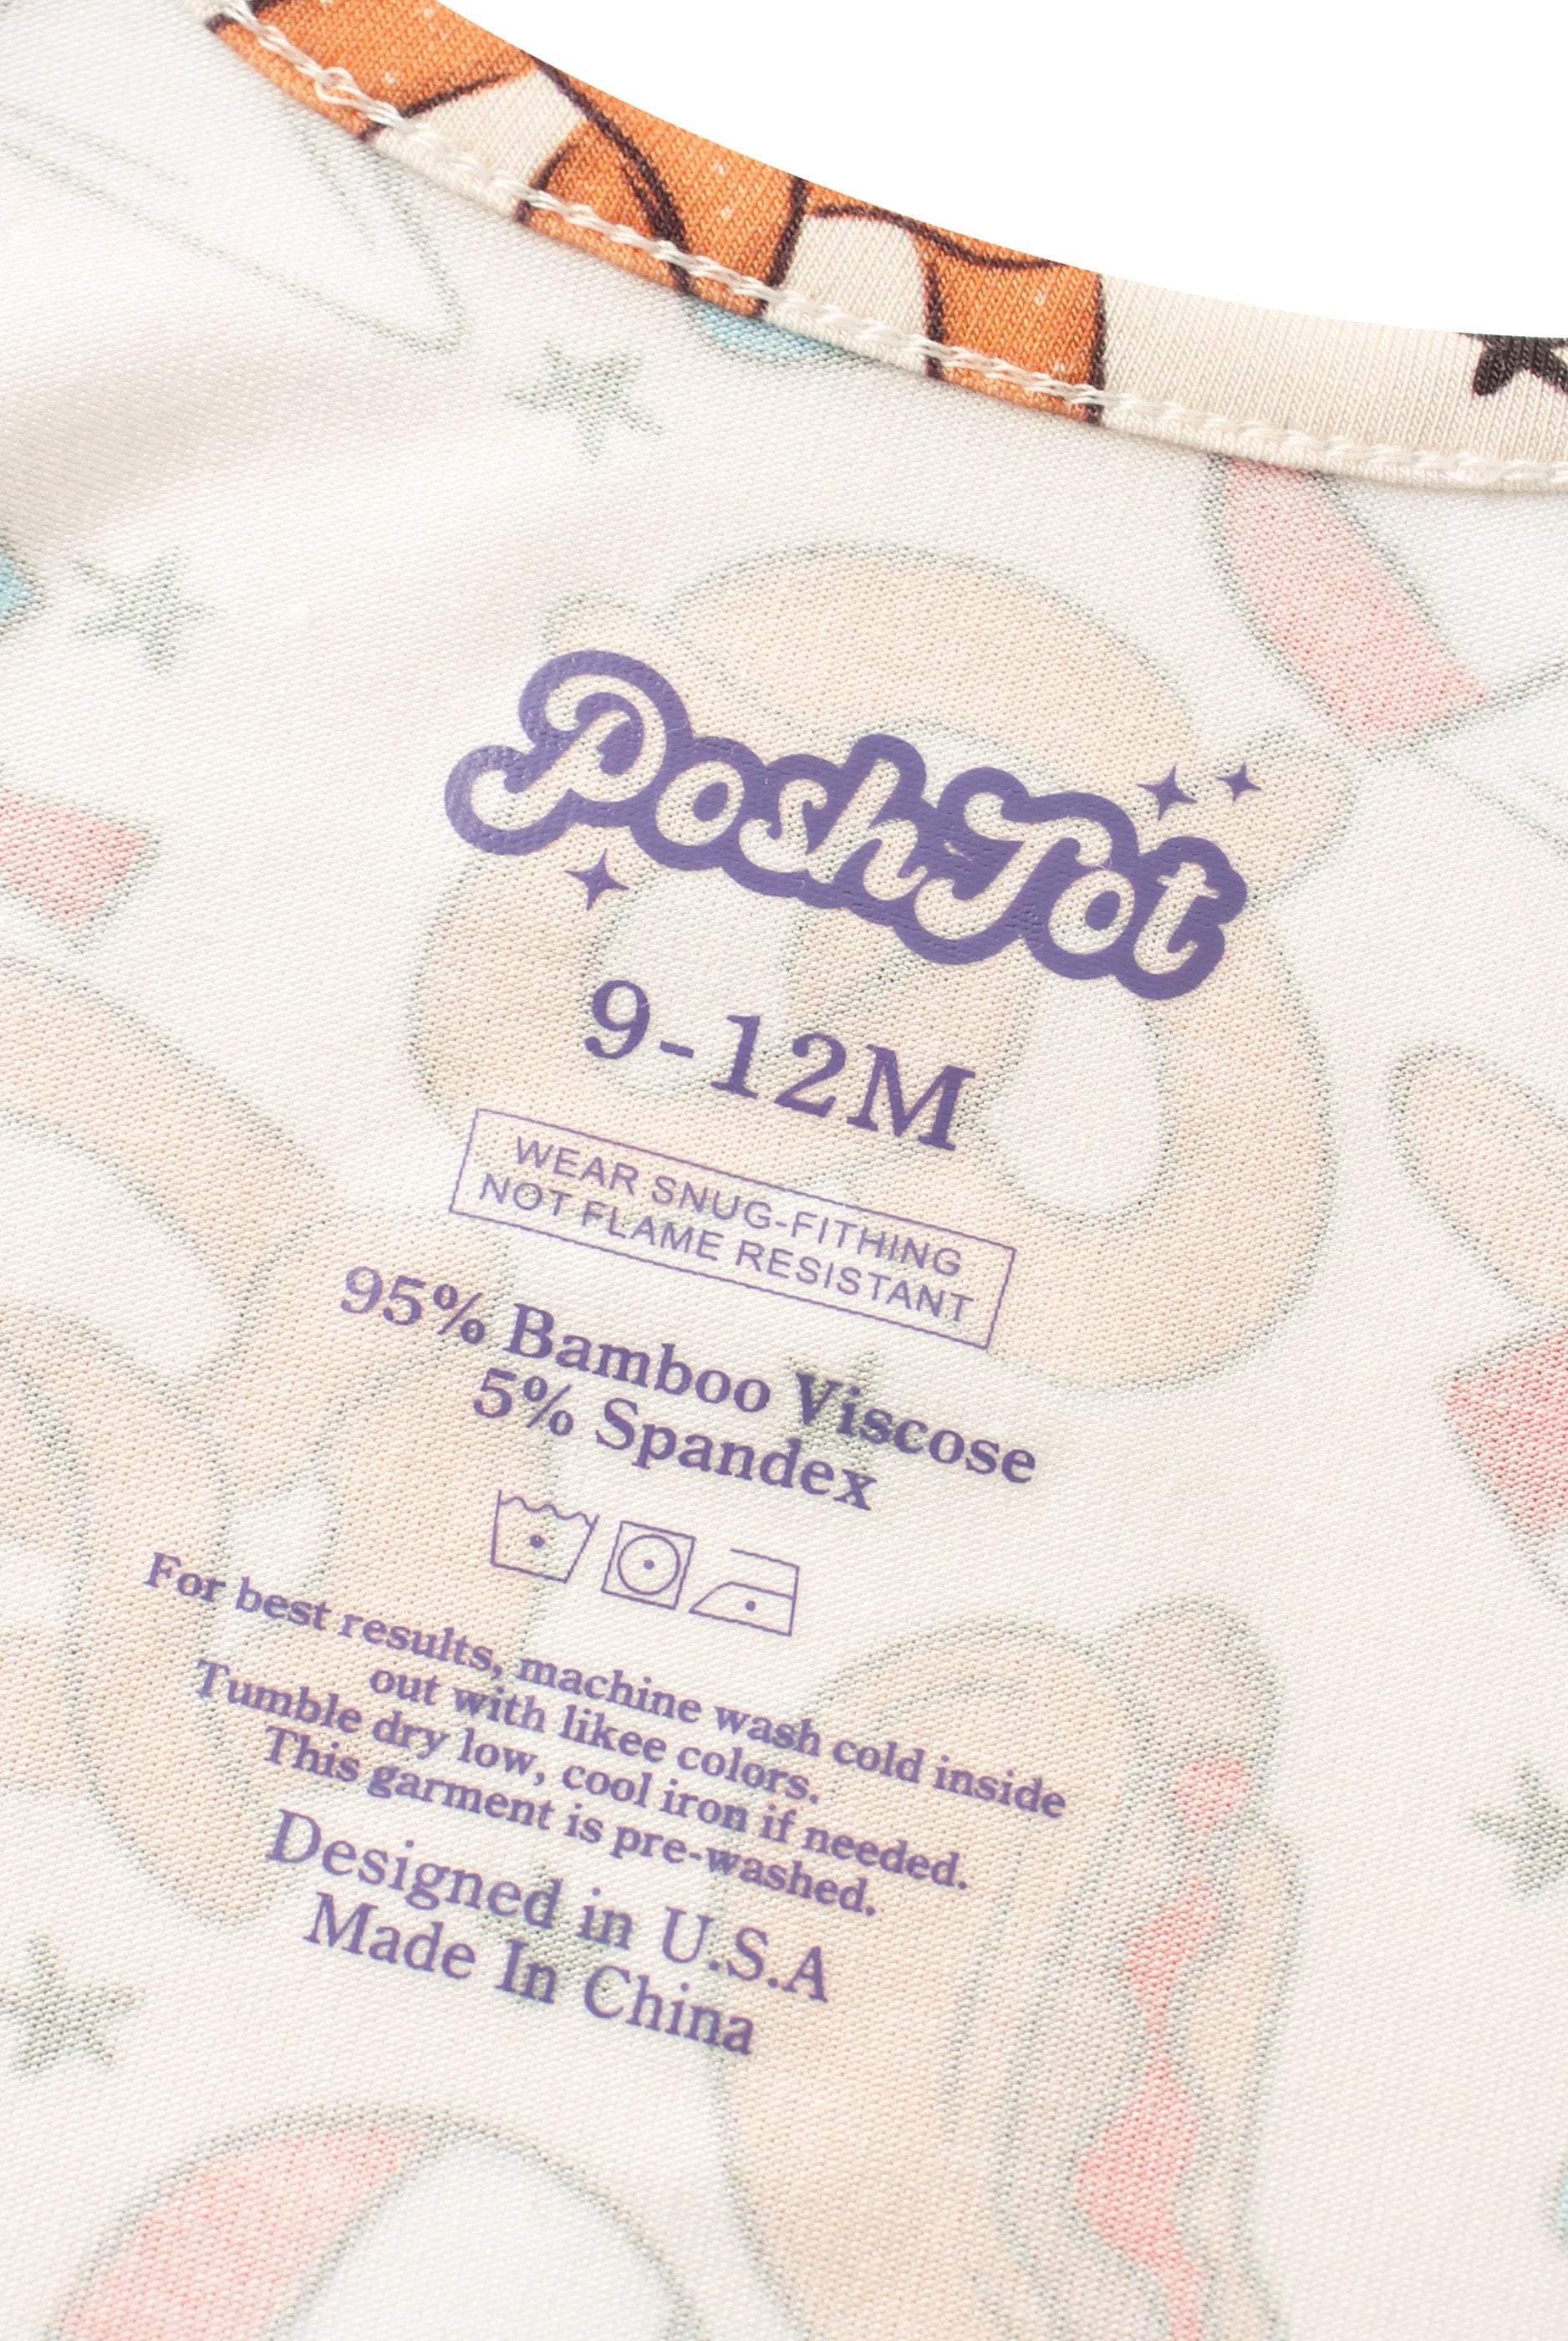 PoshTot
9-12M
WEAR SNUG-FITHING
NOT FLAME RESISTANT
95% Bamboo Viscose
5% Spandex
For best results, machine wash cold inside
out with likee colors.
Tumble dry low, cool iron if needed.
This garment is pre-washed.
Designed in U.S.A
Made In China